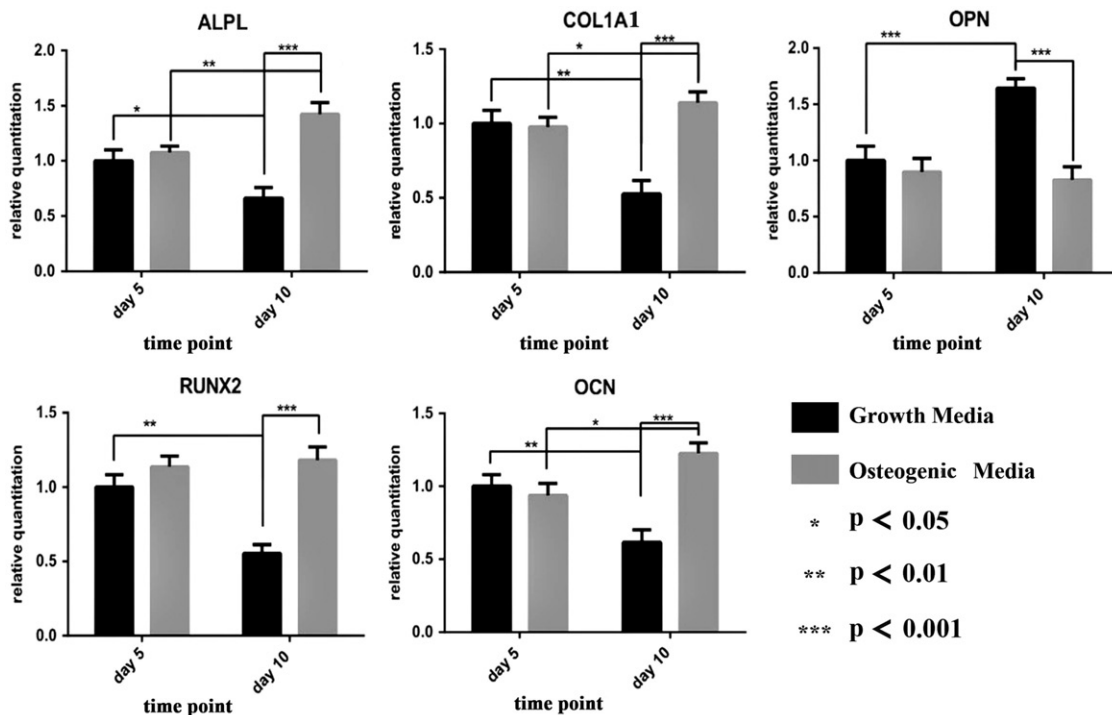 ALPL
relative quantitation
2.0
1.5
1.0
0.5
0.0
*
**
***
day 5
day 10
time point
COL1A1
relative quantitation
1.5
1.0
0.5
0.0
*
***
**
day 5
day 10
time point
OPN
relative quantitation
2.0
1.5
1.0
0.5
0.0
***
***
day 5
day 10
time point
RUNX2
relative quantitation
1.5
1.0
0.5
0.0
**
***
day 5
day 10
time point
OCN
relative quantitation
1.5
1.0
0.5
0.0
**
*
***
day 5
day 10
time point
Growth Media
Osteogenic Media
* p < 0.05
** p < 0.01
*** p < 0.001